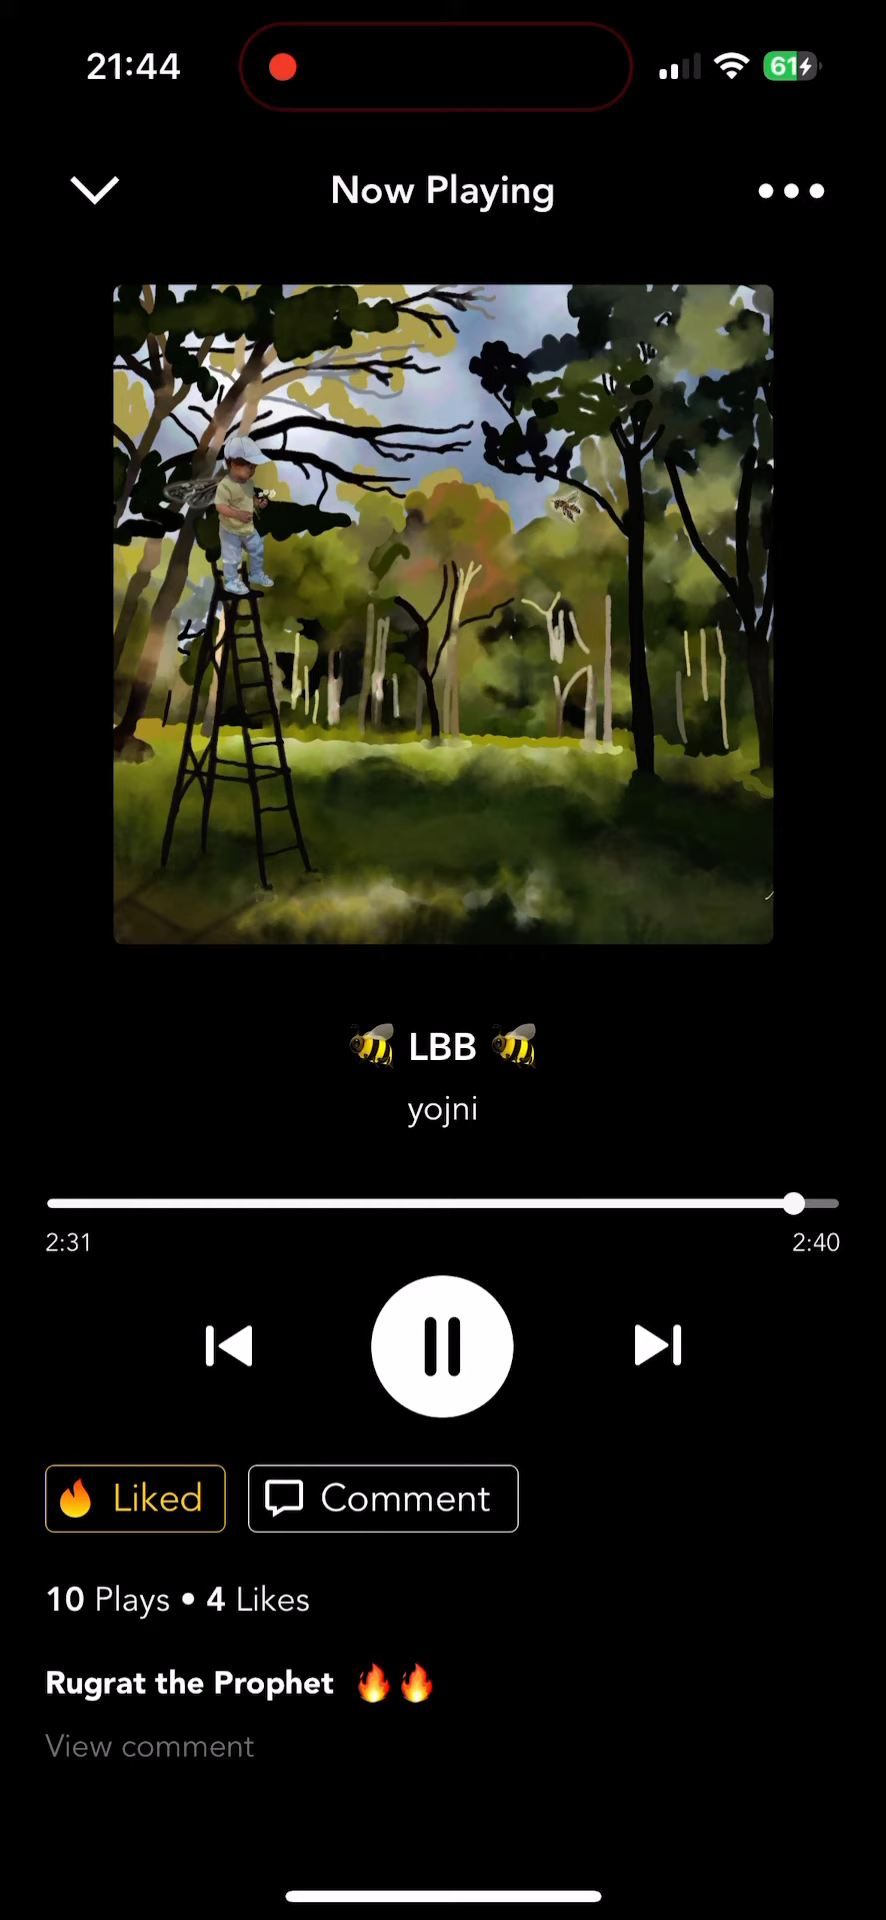 21:44
61
Now Playing
🐝 LBB 🐝
yojni
2:31
2:40
🔥 Liked
Comment
10 Plays • 4 Likes
Rugrat the Prophet 🔥🔥
View comment